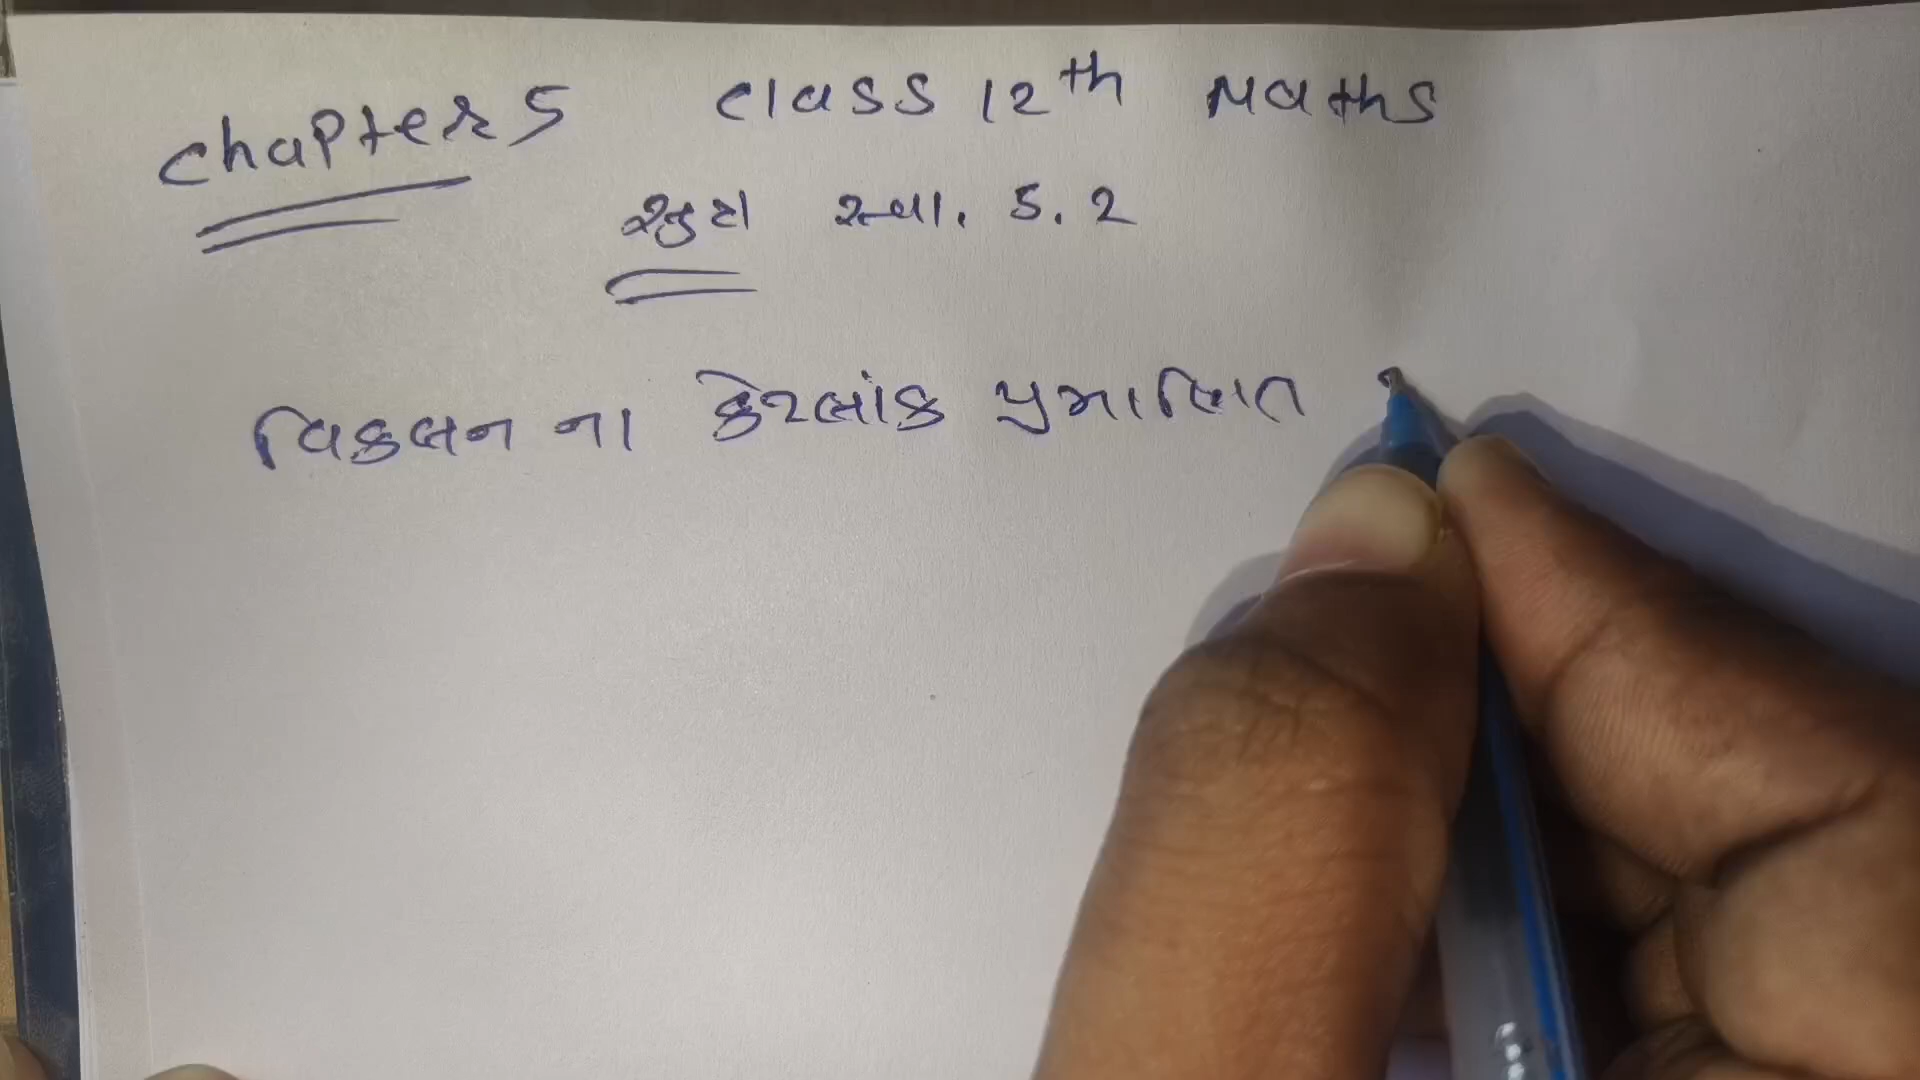 Chapter 5 Class 12th Maths
સ્વા. 5.2
વિકલન ના કેટલાંક પ્રમાણિત